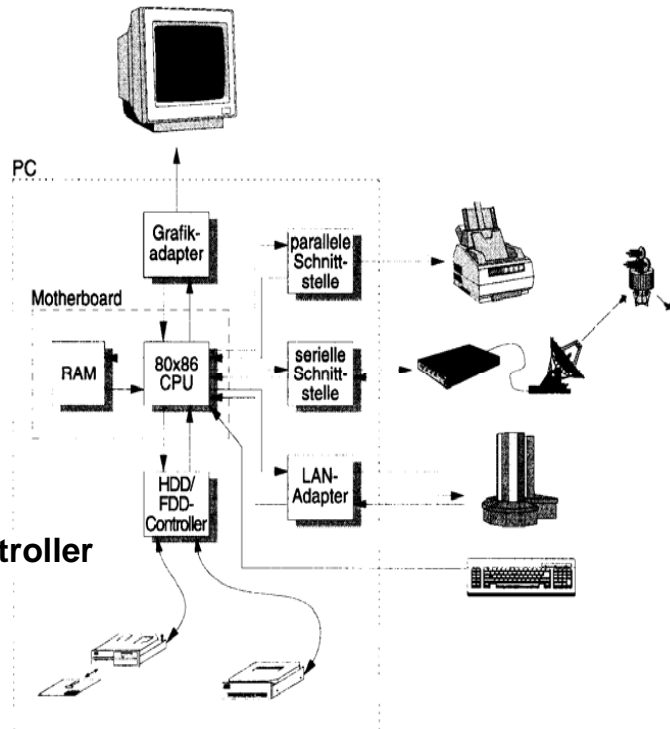 PC
Grafik-
adapter
parallele
Schnitt-
stelle
Motherboard
RAM
80x86
CPU
serielle
Schnitt-
stelle
HDD/
FDD-
Controller
LAN-
Adapter
troller